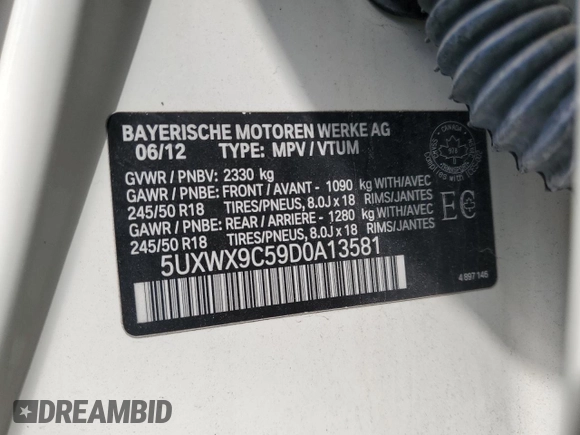 BAYERISCHE MOTOREN WERKE AG
06/12 TYPE: MPV / VTUM
GVWR / PNBV: 2330 kg
GAWR / PNBE: FRONT / AVANT - 1090 kg WITH/AVEC
245/50 R18 TIRES/PNEUS, 8.0J x 18 RIMS/JANTES
GAWR / PNBE: REAR / ARRIERE - 1280 kg WITH/AVEC
245/50 R18 TIRES/PNEUS, 8.0J x 18 RIMS/JANTES
5UXWX9C59D0A13581
CANADA
EC
4 897 146
DREAMBID